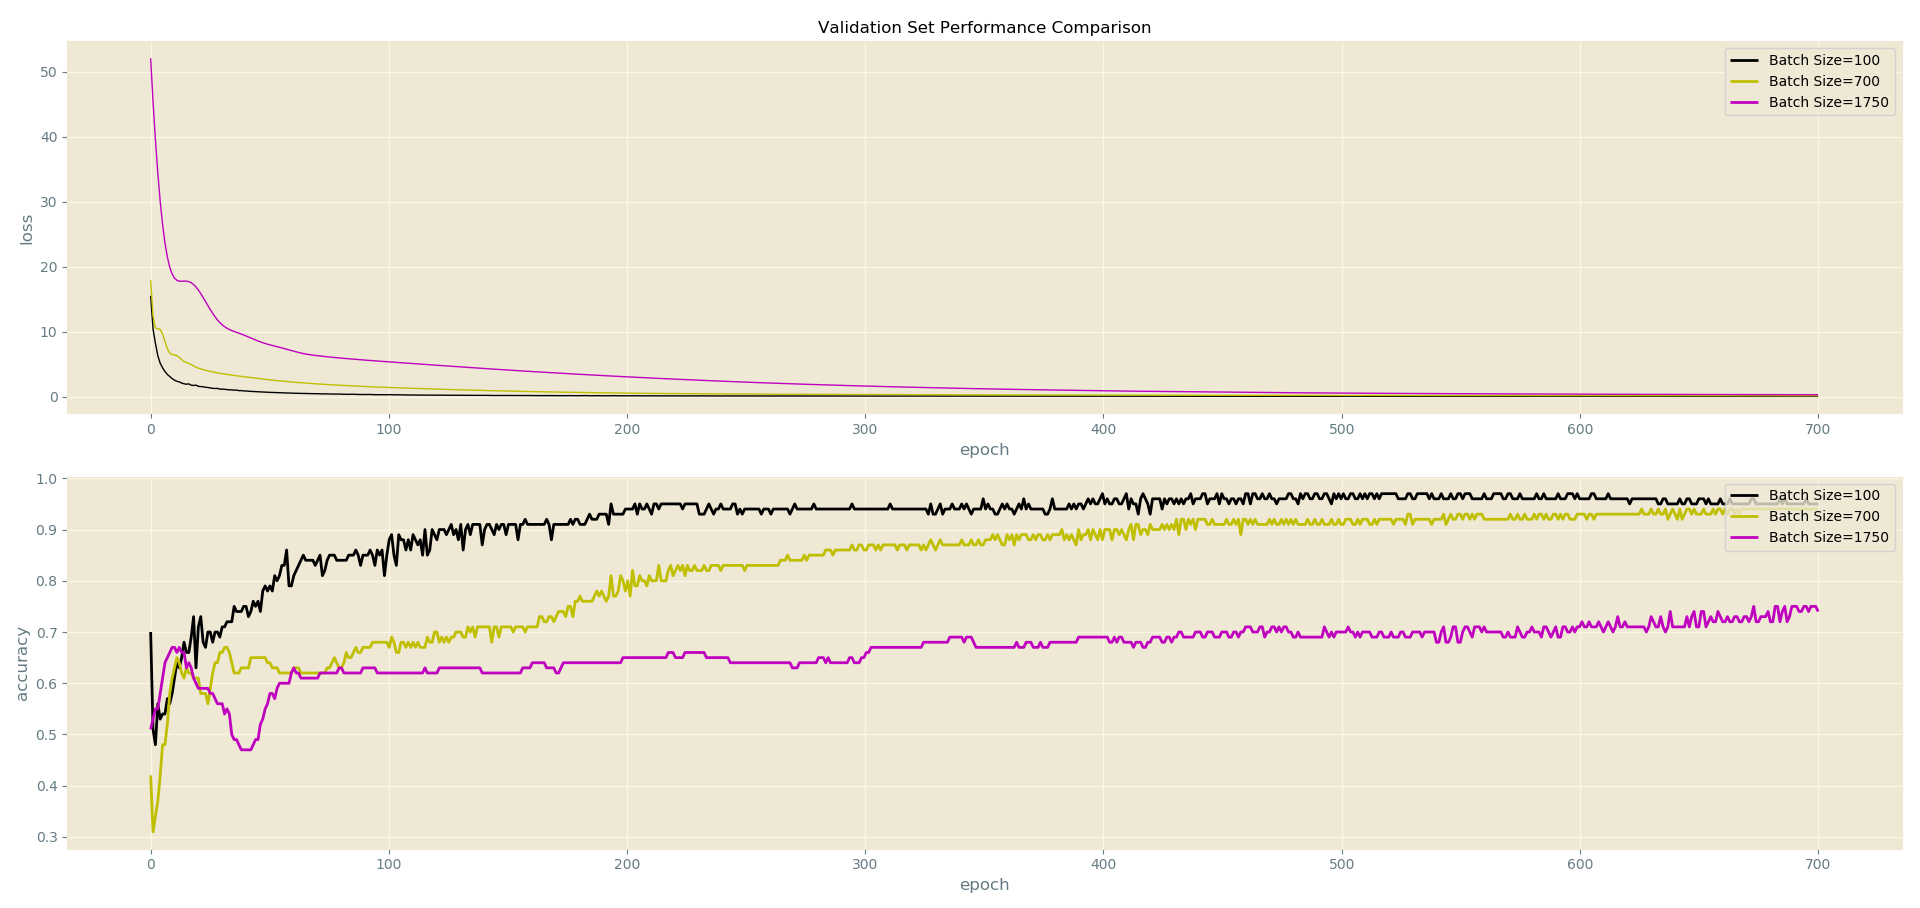 Validation Set Performance Comparison
50
40
30
20
10
0
loss
Batch Size=100
Batch Size=700
Batch Size=1750
0 100 200 300 400 500 600 700
epoch
1.0
0.9
0.8
0.7
0.6
0.5
0.4
0.3
accuracy
Batch Size=100
Batch Size=700
Batch Size=1750
0 100 200 300 400 500 600 700
epoch